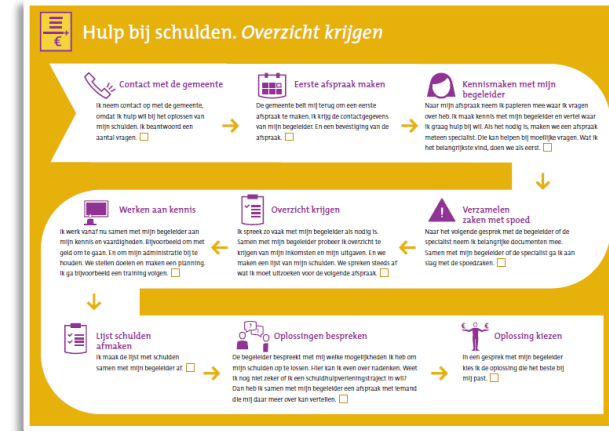 Hulp bij schulden. Overzicht krijgen
Contact met de gemeente
Ik neem contact op met de gemeente,
omdat ik hulp wil bij het oplossen van
mijn schulden. Ik beantwoord een
aantal vragen.
Eerste afspraak maken
De gemeente belt mij terug om een eerste
afspraak te maken. Ik krijg de contactgegevens
van mijn begeleider. En een bevestiging van de
afspraak.
Kennismaken met mijn
begeleider
Naar mijn afspraak neem ik papieren mee waar ik vragen
over heb. Ik maak kennis met mijn begeleider en vertel waar
ik graag hulp bij wil. Als het nodig is, maken we een afspraak
meteen specialist. Die kan helpen bij moeilijke vragen. Wat ik
het belangrijkste vind, doen we als eerst.
Werken aan kennis
Ik werk vanaf nu samen met mijn begeleider aan
mijn kennis en vaardigheden. Bijvoorbeeld om met
geld om te gaan. En om mijn administratie bij te
houden. We stellen doelen en maken een planning.
Ik ga bijvoorbeeld een training volgen.
Overzicht krijgen
Ik spreek zo vaak met mijn begeleider als nodig is.
Samen met mijn begeleider probeer ik overzicht te
krijgen van mijn inkomsten en mijn uitgaven. En we
maken een lijst van mijn schulden. We spreken steeds af
wat ik moet uitzoeken voor de volgende afspraak.
Verzamelen
zaken met spoed
Naar het volgende gesprek met de begeleider of de
specialist neem ik belangrijke documenten mee.
Samen met mijn begeleider of de specialist ga ik aan
slag met de spoedzaken.
Lijst schulden
afmaken
Ik maak de lijst met schulden
samen met mijn begeleider af.
Oplossingen bespreken
De begeleider bespreekt met mij welke mogelijkheden ik heb om
mijn schulden op te lossen. Hier kan ik even over nadenken. Weet
ik nog niet zeker of ik een schuldhulpverleningstraject in wil?
Dan heb ik samen met mijn begeleider een afspraak met iemand
die mij daar meer over kan vertellen.
Oplossing kiezen
In een gesprek met mijn begeleider
kies ik de oplossing die het beste bij
mij past.